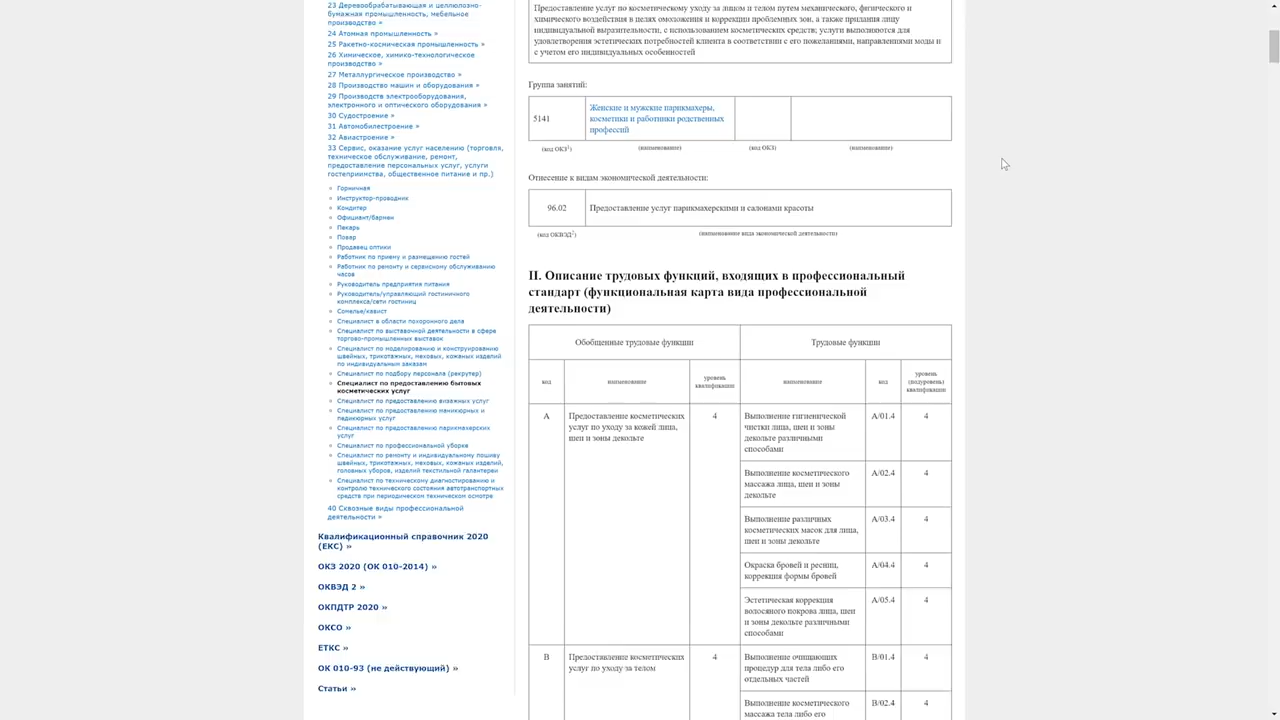 23 Деревообрабатывающая и целлюлозно-
бумажная промышленность, мебельное
производство »
24 Атомная промышленность »
25 Ракетно-космическая промышленность »
26 Химическое, химико-технологическое
производство »
27 Металлургическое производство »
28 Производство машин и оборудования »
29 Производств электрооборудования,
электронного и оптического оборудования »
30 Судостроение »
31 Автомобилестроение »
32 Авиастроение »
33 Сервис, оказание услуг населению (торговля,
техническое обслуживание, ремонт,
предоставление персональных услуг, услуги
гостеприимства, общественное питание и пр.)
Горничная
Инструктор-проводник
Кондитер
Официант/бармен
Пекарь
Повар
Продавец оптики
Работник по приему и размещению гостей
Работник по ремонту и сервисному обслуживанию
часов
Руководитель предприятия питания
Руководитель/управляющий гостиничного
комплекса/сети гостиниц
Сомелье/кавист
Специалист в области похоронного дела
Специалист по выставочной деятельности в сфере
торгово-промышленных выставок
Специалист по моделированию и конструированию
швейных, трикотажных, меховых, кожаных изделий
по индивидуальным заказам
Специалист по подбору персонала (рекрутер)
Специалист по предоставлению бытовых
косметических услуг
Специалист по предоставлению визажных услуг
Специалист по предоставлению маникюрных и
педикюрных услуг
Специалист по предоставлению парикмахерских
услуг
Специалист по профессиональной уборке
Специалист по ремонту и индивидуальному пошиву
швейных, трикотажных, меховых, кожаных изделий,
головных уборов, изделий текстильной галантереи
Специалист по техническому диагностированию и
контролю технического состояния автотранспортных
средств при периодическом техническом осмотре
40 Сквозные виды профессиональной
деятельности »
Квалификационный справочник 2020
(ЕКС) »
ОКЗ 2020 (ОК 010-2014) »
ОКВЭД 2 »
ОКПДТР 2020 »
ОКСО »
ЕТКС »
ОК 010-93 (не действующий) »
Статьи »
Предоставление услуг по косметическому уходу за лицом и телом путем механического, физического и
химического воздействия в целях омоложения и коррекции проблемных зон, а также придания лицу
индивидуальной выразительности, с использованием косметических средств; услуги выполняются для
удовлетворения эстетических потребностей клиента в соответствии с его пожеланиями, направлениями моды и
с учетом его индивидуальных особенностей
Группа занятий:
5141
Женские и мужские парикмахеры,
косметики и работники родственных
профессий
(код ОКЗ1) (наименование) (код ОКЗ) (наименование)
Отнесение к видам экономической деятельности:
96.02 Предоставление услуг парикмахерскими и салонами красоты
(код ОКВЭД2) (наименование вида экономической деятельности)
II. Описание трудовых функций, входящих в профессиональный
стандарт (функциональная карта вида профессиональной
деятельности)
Обобщенные трудовые функции Трудовые функции
код наименование уровень квалификации наименование код уровень (подуровень) квалификации
A Предоставление косметических 4 Выполнение гигиенической A/01.4 4
услуг по уходу за кожей лица, чистки лица, шеи и зоны
шеи и зоны декольте декольте различными
способами
Выполнение косметического A/02.4 4
массажа лица, шеи и зоны
декольте
Выполнение различных A/03.4 4
косметических масок для лица,
шеи и зоны декольте
Окраска бровей и ресниц, A/04.4 4
коррекция формы бровей
Эстетическая коррекция A/05.4 4
волосяного покрова лица, шеи
и зоны декольте различными
способами
B Предоставление косметических 4 Выполнение очищающих B/01.4 4
услуг по уходу за телом процедур для тела либо его
отдельных частей
Выполнение косметического B/02.4 4
массажа тела либо его